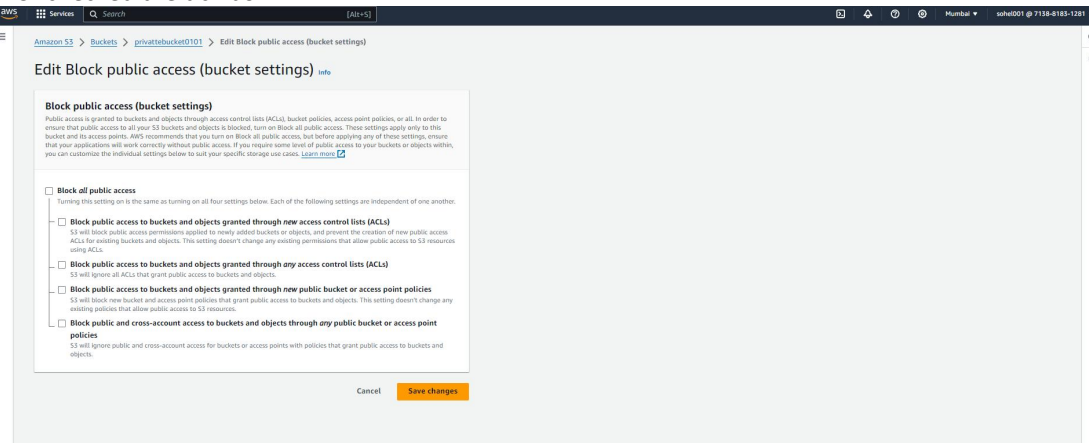 aws Services Search [Alt+S] Mumbai ▼ sohel001 @ 7138-8183-1281
Amazon S3 > Buckets > privattebucket0101 > Edit Block public access (bucket settings)
Edit Block public access (bucket settings) Info
Block public access (bucket settings)
Public access is granted to buckets and objects through access control lists (ACLs), bucket policies, access point policies, or all. In order to
ensure that public access to all your S3 buckets and objects is blocked, turn on Block all public access. These settings apply only to this
bucket and its access points. AWS recommends that you turn on Block all public access, but before applying any of these settings, ensure
that your applications will work correctly without public access. If you require some level of public access to your buckets or objects within,
you can customize the individual settings below to suit your specific storage use cases. Learn more
Block all public access
Turning this setting on is the same as turning on all four settings below. Each of the following settings are independent of one another.
Block public access to buckets and objects granted through new access control lists (ACLs)
S3 will block public access permissions applied to newly added buckets or objects, and prevent the creation of new public access
ACLs for existing buckets and objects. This setting doesn't change any existing permissions that allow public access to S3 resources
using ACLs.
Block public access to buckets and objects granted through any access control lists (ACLs)
S3 will ignore all ACLs that grant public access to buckets and objects.
Block public access to buckets and objects granted through new public bucket or access point policies
S3 will block new bucket and access point policies that grant public access to buckets and objects. This setting doesn't change any
existing policies that allow public access to S3 resources.
Block public and cross-account access to buckets and objects through any public bucket or access point
policies
S3 will ignore public and cross-account access for buckets or access points with policies that grant public access to buckets and
objects.
Cancel Save changes